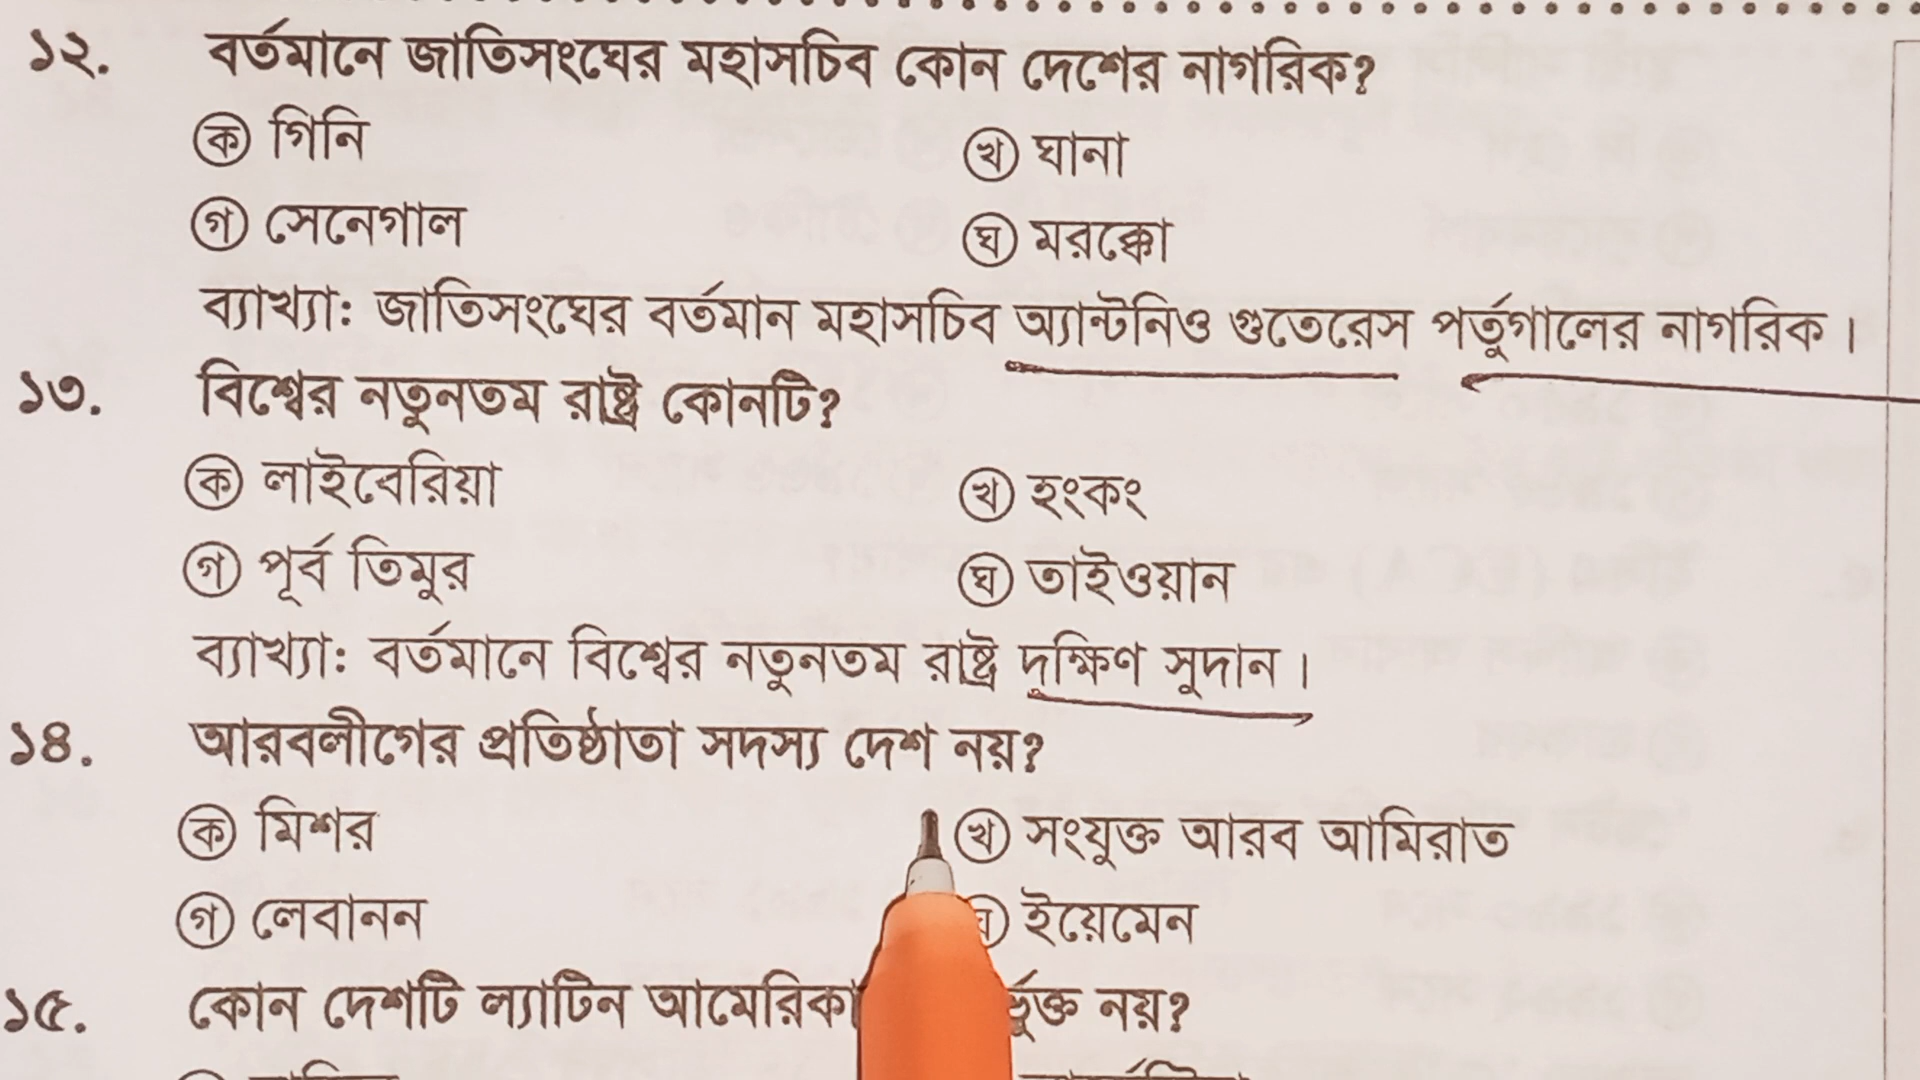 ১২. বর্তমানে জাতিসংঘের মহাসচিব কোন দেশের নাগরিক?
ক গিনি খ ঘানা
গ সেনেগাল ঘ মরক্কো
ব্যাখ্যা: জাতিসংঘের বর্তমান মহাসচিব অ্যান্টনিও গুতেরেস পর্তুগালের নাগরিক।
১৩. বিশ্বের নতুনতম রাষ্ট্র কোনটি?
ক লাইবেরিয়া খ হংকং
গ পূর্ব তিমুর ঘ তাইওয়ান
ব্যাখ্যা: বর্তমানে বিশ্বের নতুনতম রাষ্ট্র দক্ষিণ সুদান।
১৪. আরবলীগের প্রতিষ্ঠাতা সদস্য দেশ নয়?
ক মিশর খ সংযুক্ত আরব আমিরাত
গ লেবানন ইয়েমেন
১৫. কোন দেশটি ল্যাটিন আমেরিকা নয়?